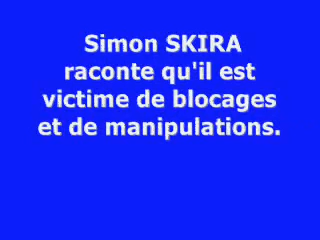 Simon SKIRA
raconte qu'il est
victime de blocages
et de manipulations.